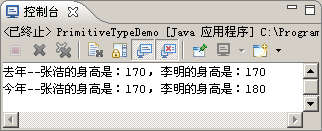 控制台
<已终止> PrimitiveTypeDemo [Java 应用程序] C:\Program
去年--张浩的身高是：170，李明的身高是：170
今年--张浩的身高是：170，李明的身高是：180